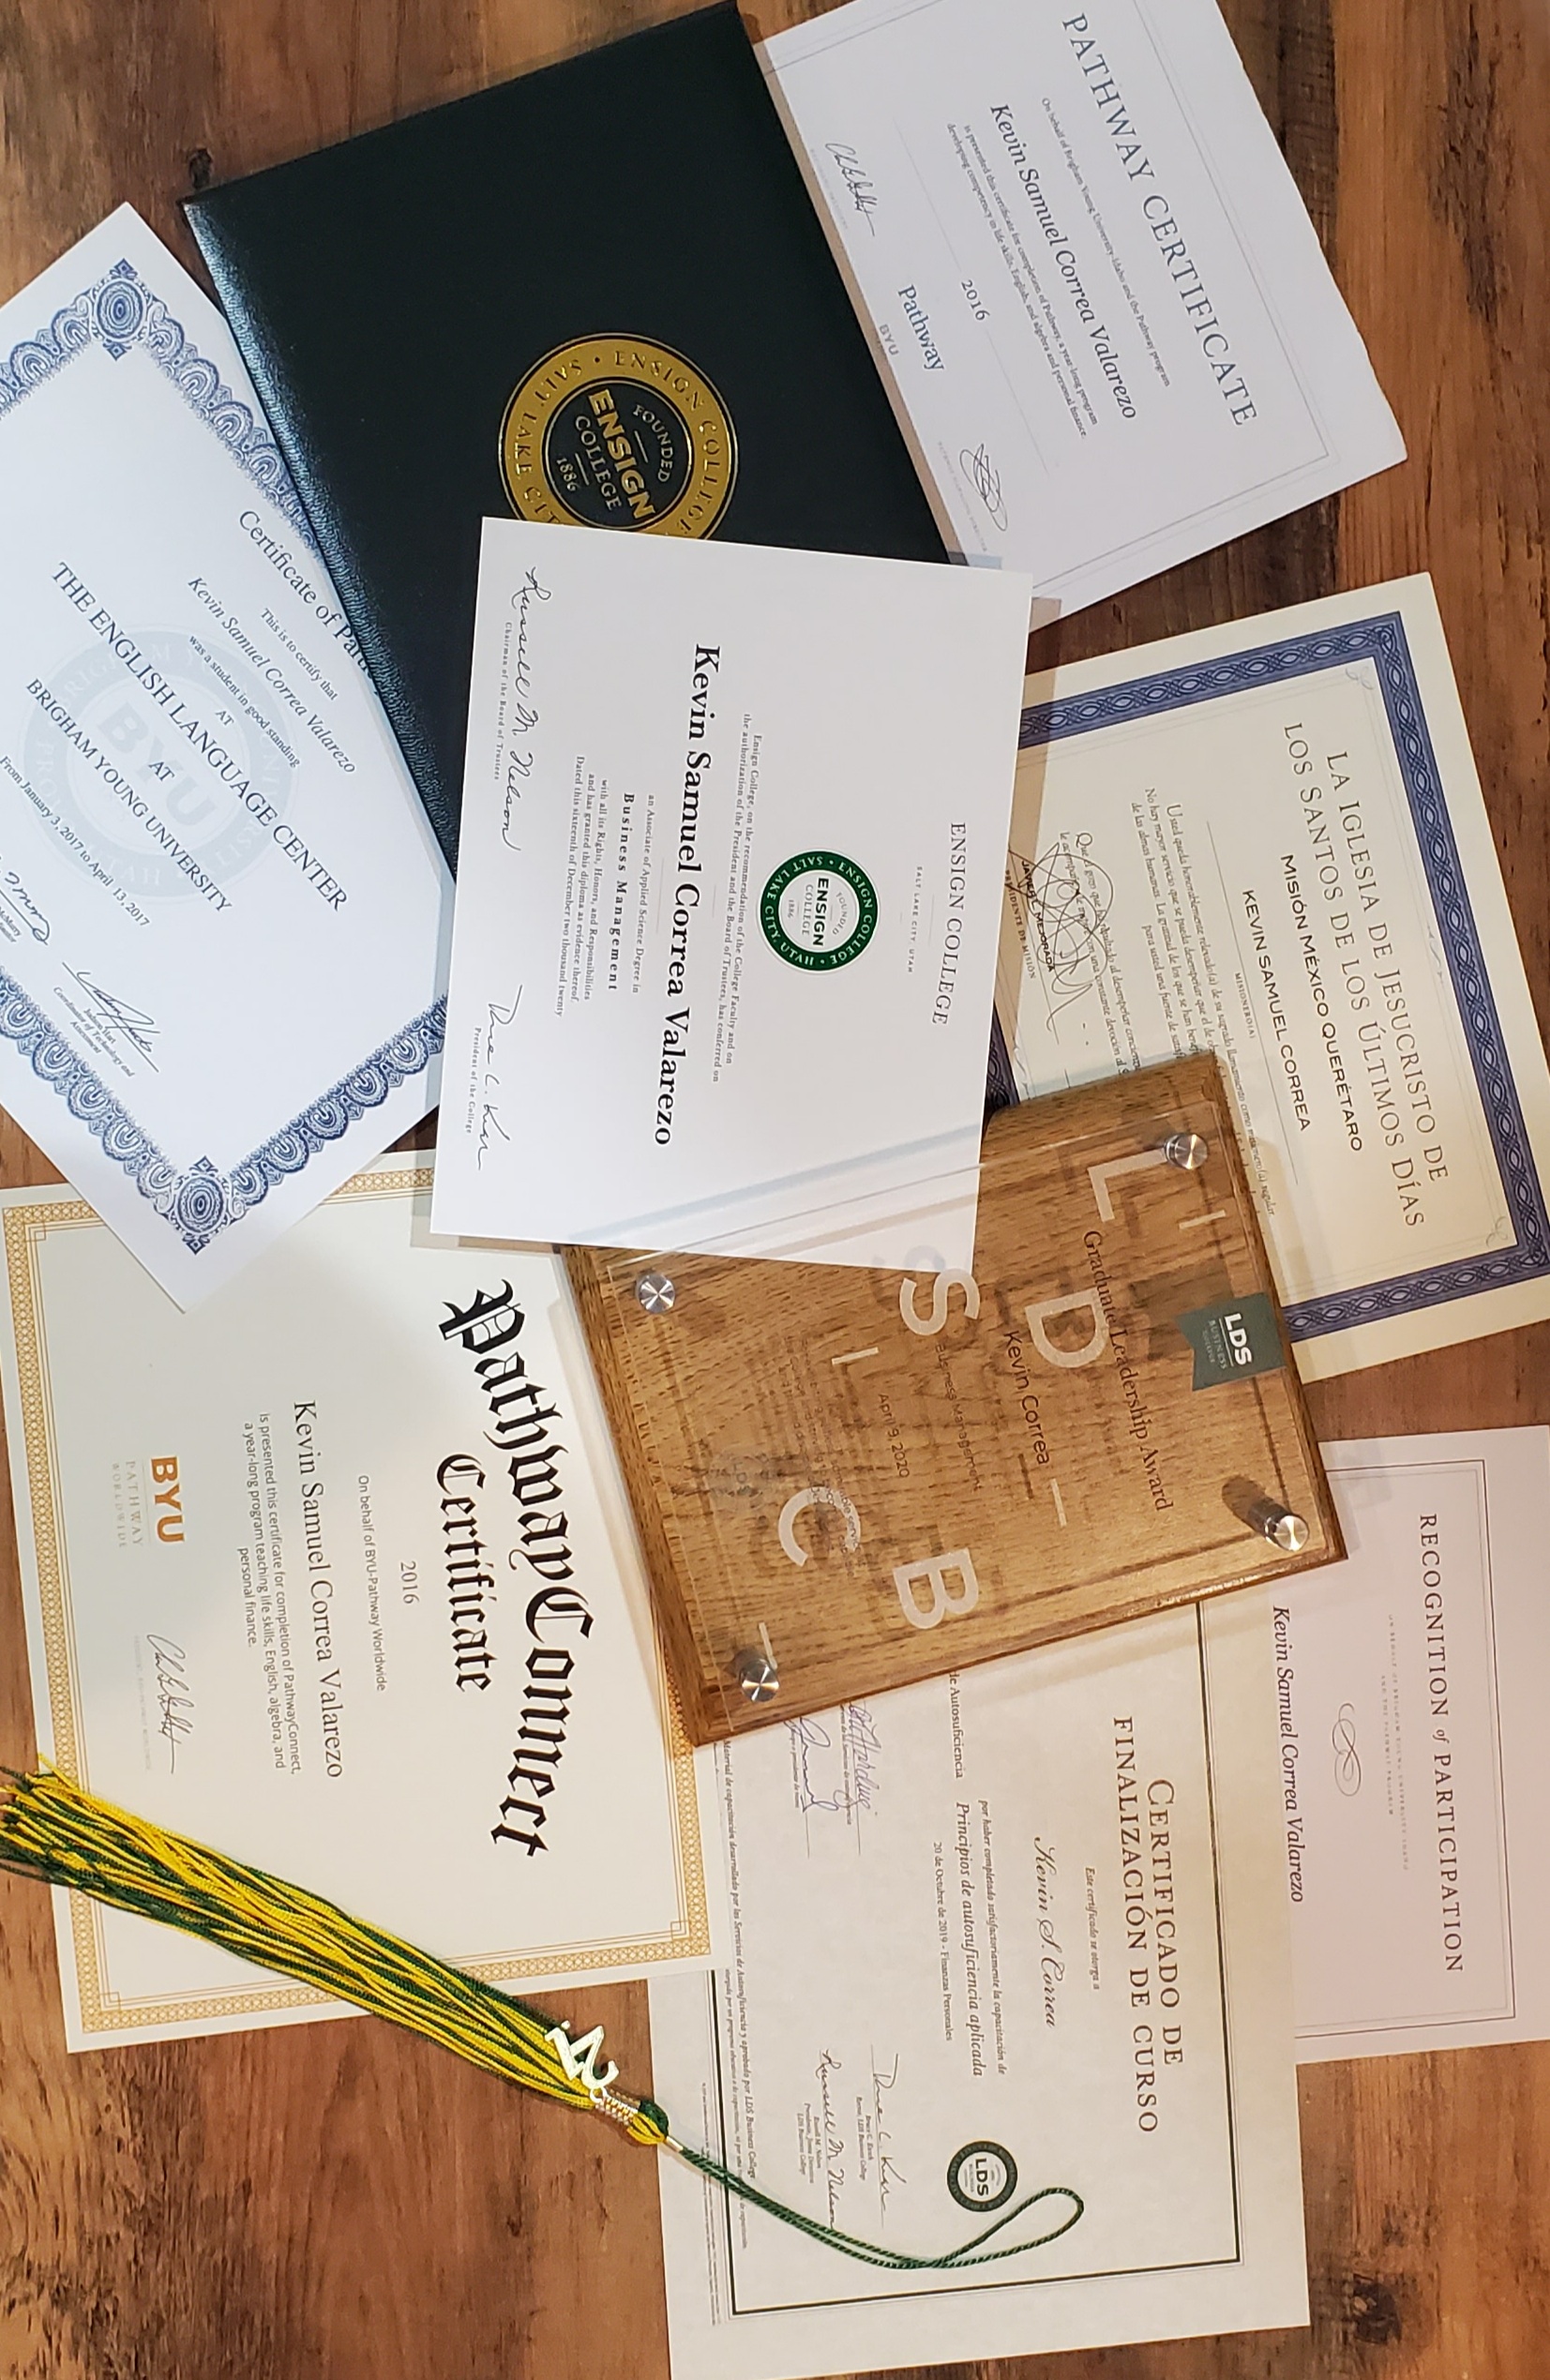 PATHWAY CERTIFICATE
On behalf of Brigham Young University-Idaho and the Pathway program
Kevin Samuel Correa Valarezo
is presented this certificate for completion of Pathway, a year long program
developing competency in life skills, English, and algebra and personal finance.
2016
Pathway
BYU
LA IGLESIA DE JESUCRISTO DE
LOS SANTOS DE LOS ÚLTIMOS DÍAS
MISIÓN MÉXICO QUERÉTARO
KEVIN SAMUEL CORREA
MISIONERO(A)
Usted queda honorablemente relevado(a) de su sagrado llamamiento como misionero(a) regular
No hay mayor servicio que se pueda desempeñar que el de
de las almas humanas. La gratitud de los que se han
para usted una fuente de
Que el gozo que ha resultado al desempeñar
le acompañe e le inspire con una constante devoción al
JAVIER L. MEJORADA
PRESIDENTE DE MISIÓN
RECOGNITION of PARTICIPATION
ON BEHALF OF BRIGHAM YOUNG UNIVERSITY-IDAHO
AND THE PATHWAY PROGRAM
Kevin Samuel Correa Valarezo
LDS
BUSINESS
COLLEGE
Graduate Leadership Award
Kevin Correa
Business Management
April 9, 2020
L
D
S
B
C
CERTIFICADO DE
FINALIZACIÓN DE CURSO
Este certificado se otorga a
Kevin S. Correa
por haber completado satisfactoriamente la capacitación de
de Autosuficiencia Principios de autosuficiencia aplicada
20 de Octubre de 2019 - Finanzas Personales
LDS
BUSINESS
Bruce C. Kusch
Rector, LDS Business College
Russell M. Nelson
Russell M. Nelson
Presidente, Junta Directiva
LDS Business College
Material de capacitación desarrollado por los Servicios de Autosuficiencia y aprobado por LDS Business College
ENSIGN COLLEGE
FOUNDED
ENSIGN
COLLEGE
1886
SALT LAKE CIT
ENSIGN COLLEGE
SALT LAKE CITY, UTAH
ENSIGN COLLEGE
FOUNDED
ENSIGN
COLLEGE
1886
SALT LAKE CITY, UTAH
Ensign College, on the recommendation of the College Faculty and on
the authorization of the President and the Board of Trustees, has conferred on
Kevin Samuel Correa Valarezo
an Associate of Applied Science Degree in
Business Management
with all its Rights, Honors, and Responsibilities
and has granted this diploma as evidence thereof.
Dated this sixteenth of December two thousand twenty
Russell M. Nelson
Chairman of the Board of Trustees
President of the College
Certificate of
This is to certify that
Kevin Samuel Correa Valarezo
was a student in good standing
AT
THE ENGLISH LANGUAGE CENTER
AT
BRIGHAM YOUNG UNIVERSITY
From January 3, 2017 to April 13, 2017
BYU
Judson Hart
Coordinator of Technology and
Assessment
PathwayConnect
Certificate
2016
On behalf of BYU-Pathway Worldwide
Kevin Samuel Correa Valarezo
is presented this certificate for completion of PathwayConnect,
a year-long program teaching life skills, English, algebra, and
personal finance.
BYU
PATHWAY
WORLDWIDE